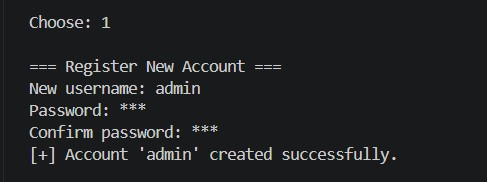 Choose: 1
=== Register New Account ===
New username: admin
Password: ***
Confirm password: ***
[+] Account 'admin' created successfully.